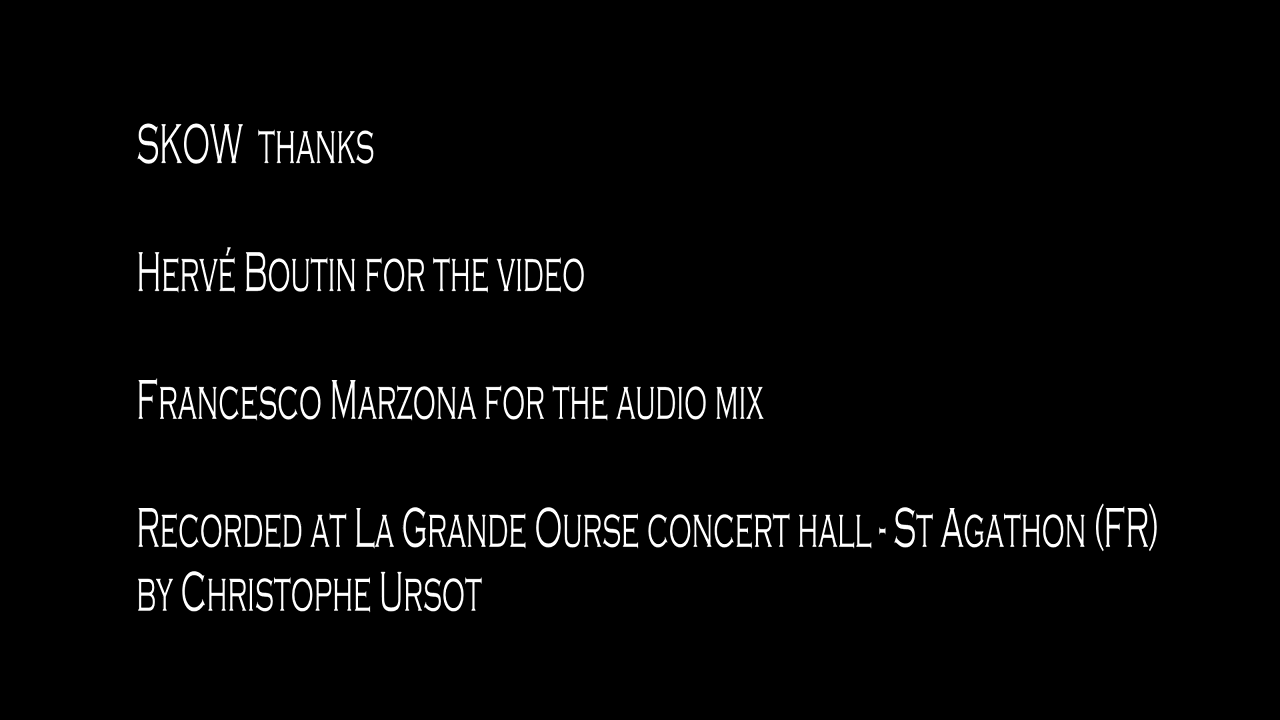 SKOW thanks
Hervé Boutin for the video
Francesco Marzona for the audio mix
Recorded at La Grande Ourse concert hall - St Agathon (FR)
by Christophe Ursot